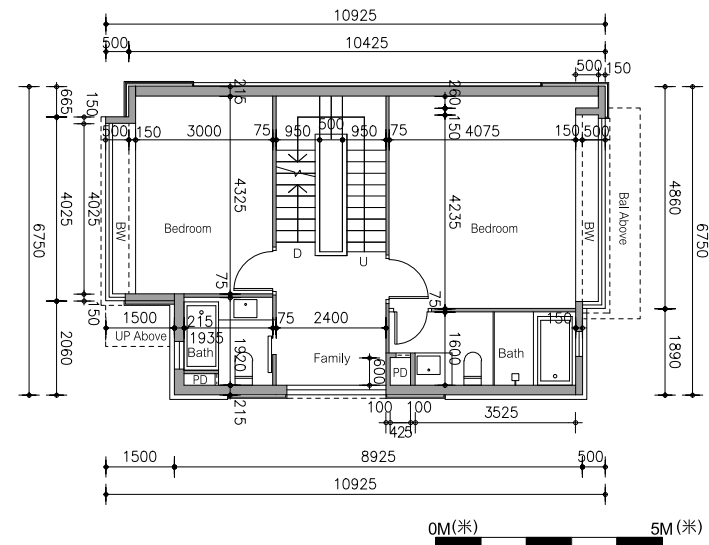 10925
500 10425
500 150
665 150 215 260 150
500 150 3000 75 950 500 950 75 4075 150 500
6750 4025 4025 4325 4235 4860 6750
BW Bedroom Bedroom BW Bal Above
D U
75 75
150
1500 215 75 2400 150
UP Above 1935
2060 Bath 1920 Family 600 1600 Bath 1890
PD PD
215 100 100 3525
425
1500 8925 500
10925
0M(米) 5M(米)